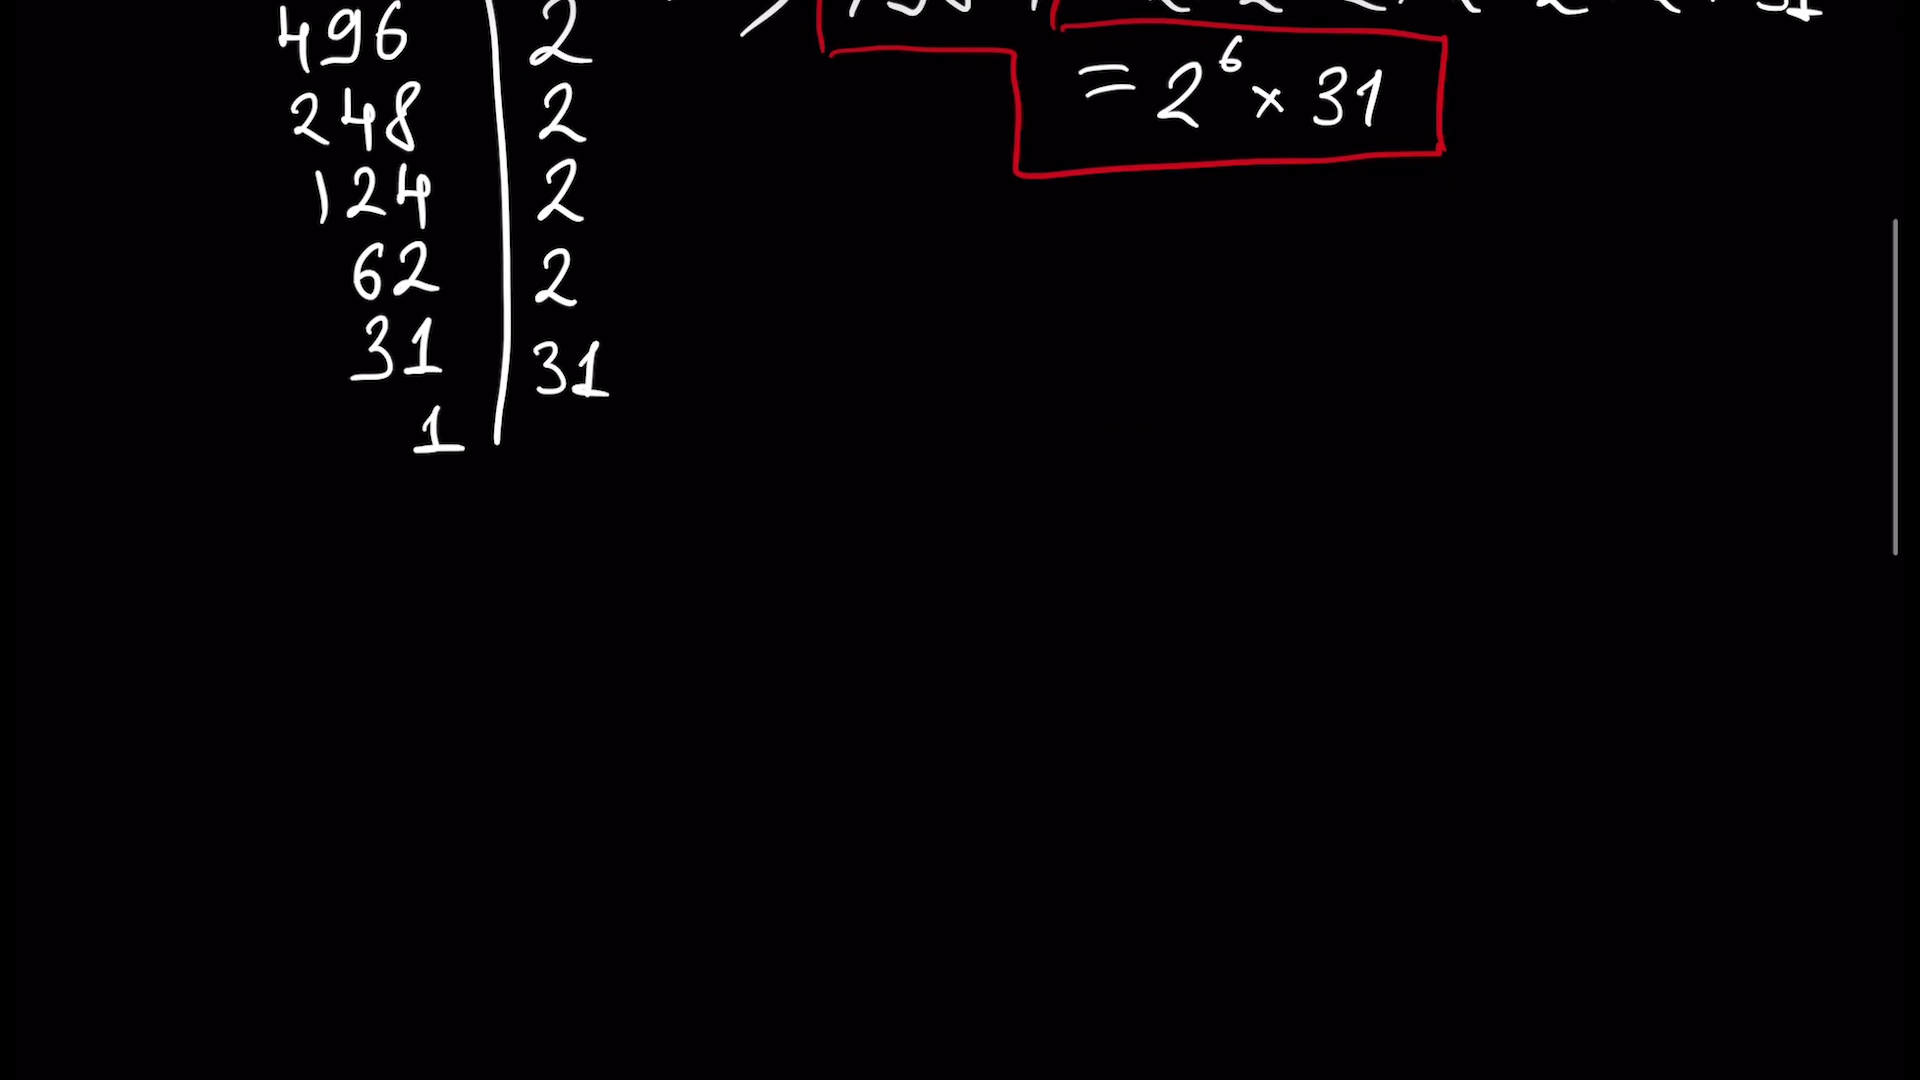 496 | 2
= 2⁶ × 31
248 | 2
124 | 2
62 | 2
31 | 31
1 |